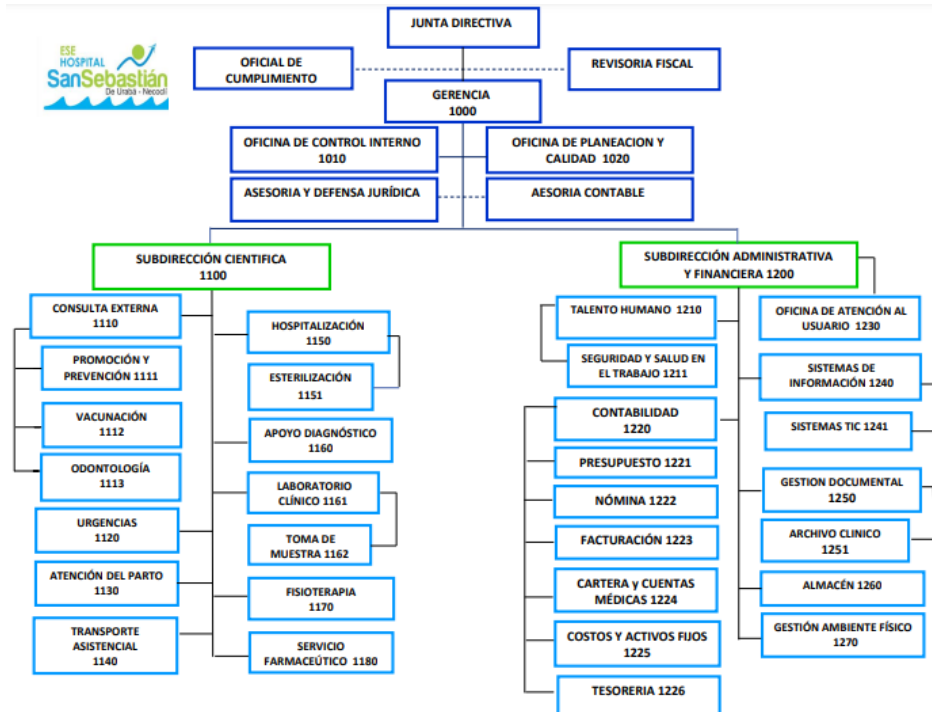 JUNTA DIRECTIVA
ESE
HOSPITAL
SanSebastián
De Urabá - Necoclí
OFICIAL DE
CUMPLIMIENTO
REVISORIA FISCAL
GERENCIA
1000
OFICINA DE CONTROL INTERNO
1010
OFICINA DE PLANEACION Y
CALIDAD 1020
ASESORIA Y DEFENSA JURÍDICA
AESORIA CONTABLE
SUBDIRECCIÓN CIENTIFICA
1100
CONSULTA EXTERNA
1110
PROMOCIÓN Y
PREVENCIÓN 1111
VACUNACIÓN
1112
ODONTOLOGÍA
1113
URGENCIAS
1120
ATENCIÓN DEL PARTO
1130
TRANSPORTE
ASISTENCIAL
1140
HOSPITALIZACIÓN
1150
ESTERILIZACIÓN
1151
APOYO DIAGNÓSTICO
1160
LABORATORIO
CLÍNICO 1161
TOMA DE
MUESTRA 1162
FISIOTERAPIA
1170
SERVICIO
FARMACEÚTICO 1180
SUBDIRECCIÓN ADMINISTRATIVA
Y FINANCIERA 1200
TALENTO HUMANO 1210
SEGURIDAD Y SALUD EN
EL TRABAJO 1211
CONTABILIDAD
1220
PRESUPUESTO 1221
NÓMINA 1222
FACTURACIÓN 1223
CARTERA y CUENTAS
MÉDICAS 1224
COSTOS Y ACTIVOS FIJOS
1225
TESORERIA 1226
OFICINA DE ATENCIÓN AL
USUARIO 1230
SISTEMAS DE
INFORMACIÓN 1240
SISTEMAS TIC 1241
GESTION DOCUMENTAL
1250
ARCHIVO CLINICO
1251
ALMACÉN 1260
GESTIÓN AMBIENTE FÍSICO
1270